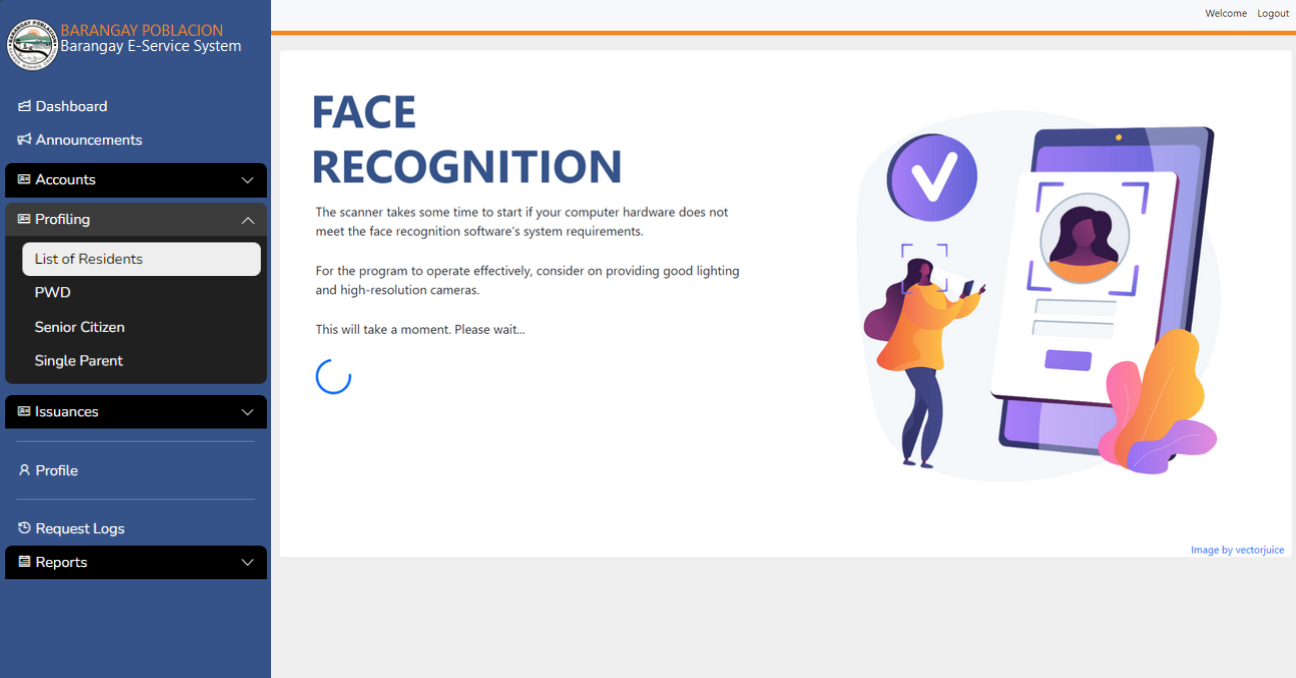 BARANGAY POBLACION
Barangay E-Service System
Welcome Logout
Dashboard
Announcements
Accounts
Profiling
List of Residents
PWD
Senior Citizen
Single Parent
Issuances
Profile
Request Logs
Reports
FACE
RECOGNITION
The scanner takes some time to start if your computer hardware does not
meet the face recognition software's system requirements.
For the program to operate effectively, consider on providing good lighting
and high-resolution cameras.
This will take a moment. Please wait...
Image by vectorjuice